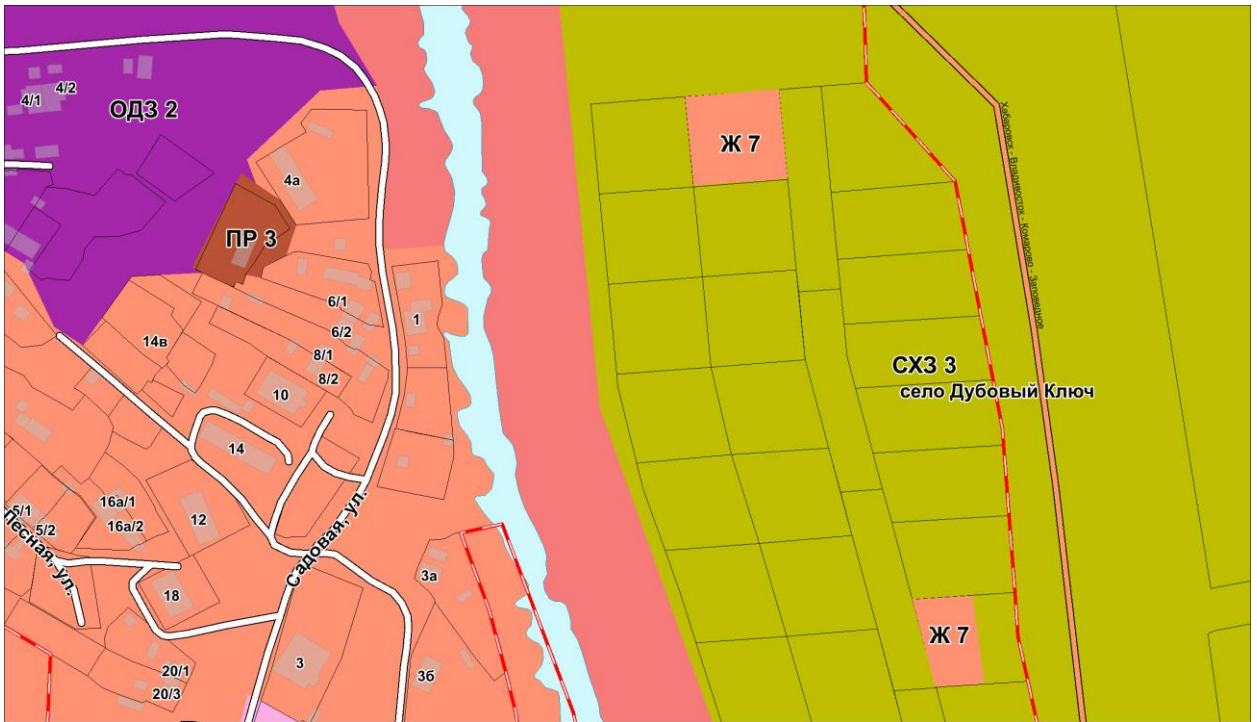 4/1
4/2
ОДЗ 2
4а
ПР 3
Ж 7
Хабаровск - Владивосток - Комарово - Заповедное
6/1
6/2
1
14в
8/1
8/2
10
СХЗ 3
село Дубовый Ключ
14
16а/1
16а/2
12
5/1
5/2
Лесная, ул.
Садовая, ул.
3а
18
Ж 7
3
3б
20/1
20/3